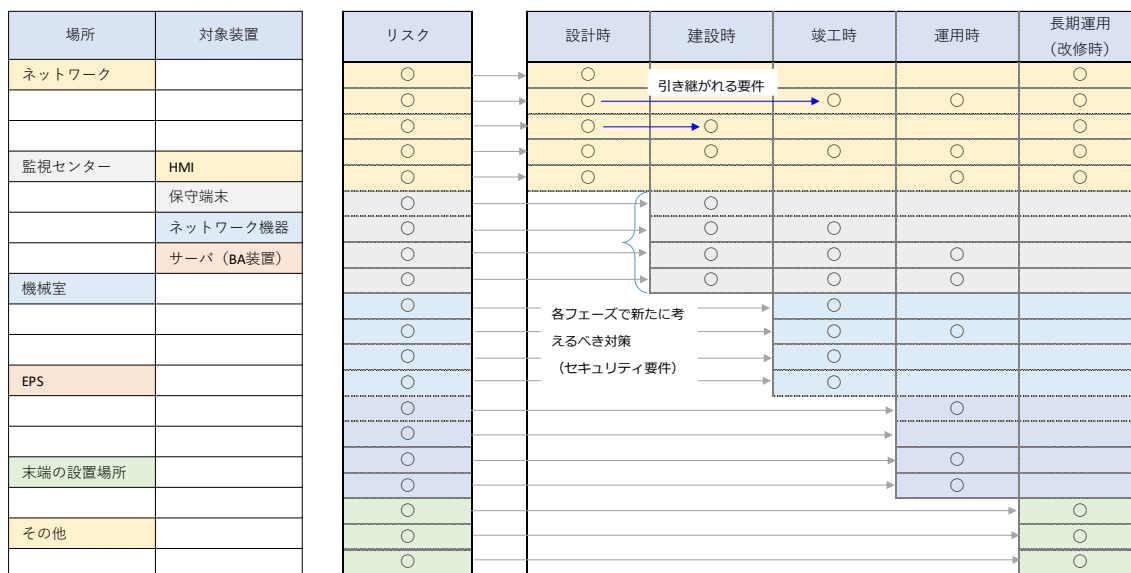 場所 対象装置
ネットワーク
監視センター HMI
保守端末
ネットワーク機器
サーバ（BA装置）
機械室
EPS
末端の設置場所
その他
リスク 設計時 建設時 竣工時 運用時 長期運用
（改修時）
○ ○ ○
引き継がれる要件
○ ○ ○ ○ ○
○ ○ ○ ○
○ ○ ○ ○ ○ ○
○ ○ ○ ○
○ ○
○ ○ ○
○ ○ ○ ○
○ ○ ○ ○
○ ○
各フェーズで新たに考
えるべき対策
（セキュリティ要件）
○ ○ ○
○ ○
○ ○
○ ○
○
○ ○
○ ○
○ ○
○ ○
○ ○